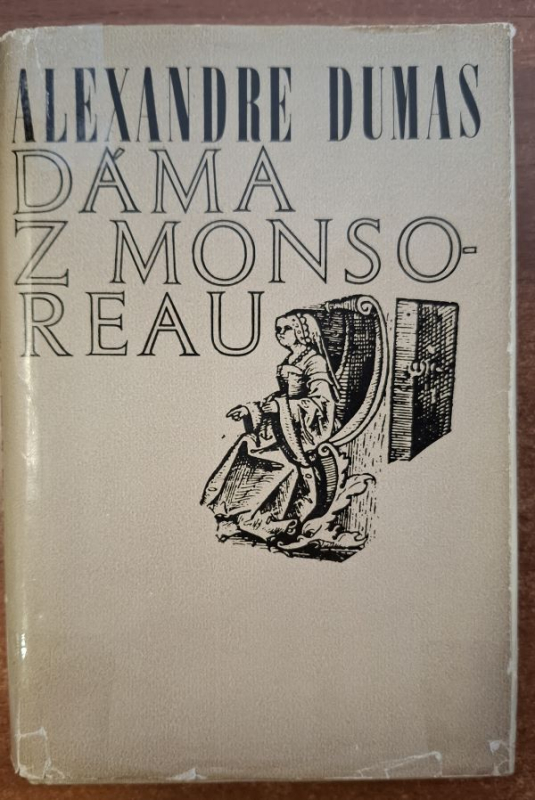 ALEXANDRE DUMAS
DÁMA
Z MONSO-
REAU